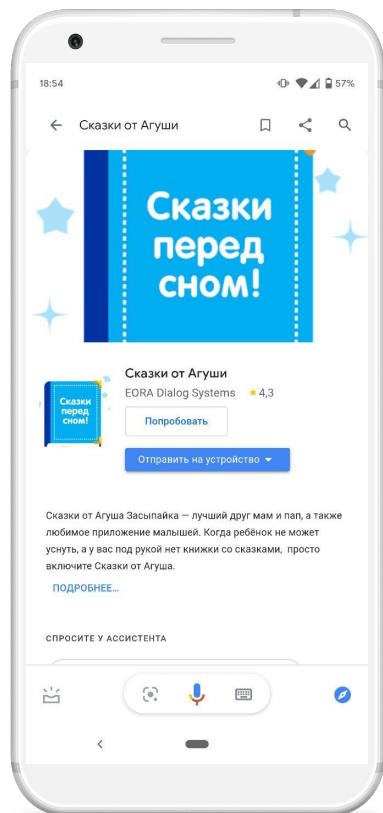 18:54
57%
Сказки от Агуши
Сказки
перед
сном!
Сказки от Агуши
EORA Dialog Systems
4,3
Сказки
перед
сном!
Попробовать
Отправить на устройство
Сказки от Агуша Засыпайка — лучший друг мам и пап, а также
любимое приложение малышей. Когда ребёнок не может
уснуть, а у вас под рукой нет книжки со сказками, просто
включите Сказки от Агуша.
ПОДРОБНЕЕ...
СПРОСИТЕ У АССИСТЕНТА